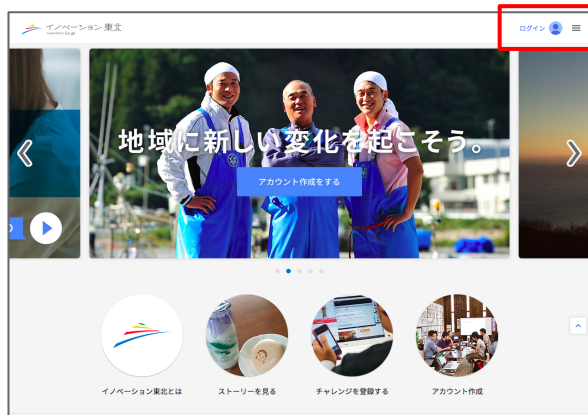 イノベーション東北
supported by Google
ログイン
地域に新しい変化を起こそう。
アカウント作成をする
イノベーション東北とは
ストーリーを見る
チャレンジを登録する
アカウント作成